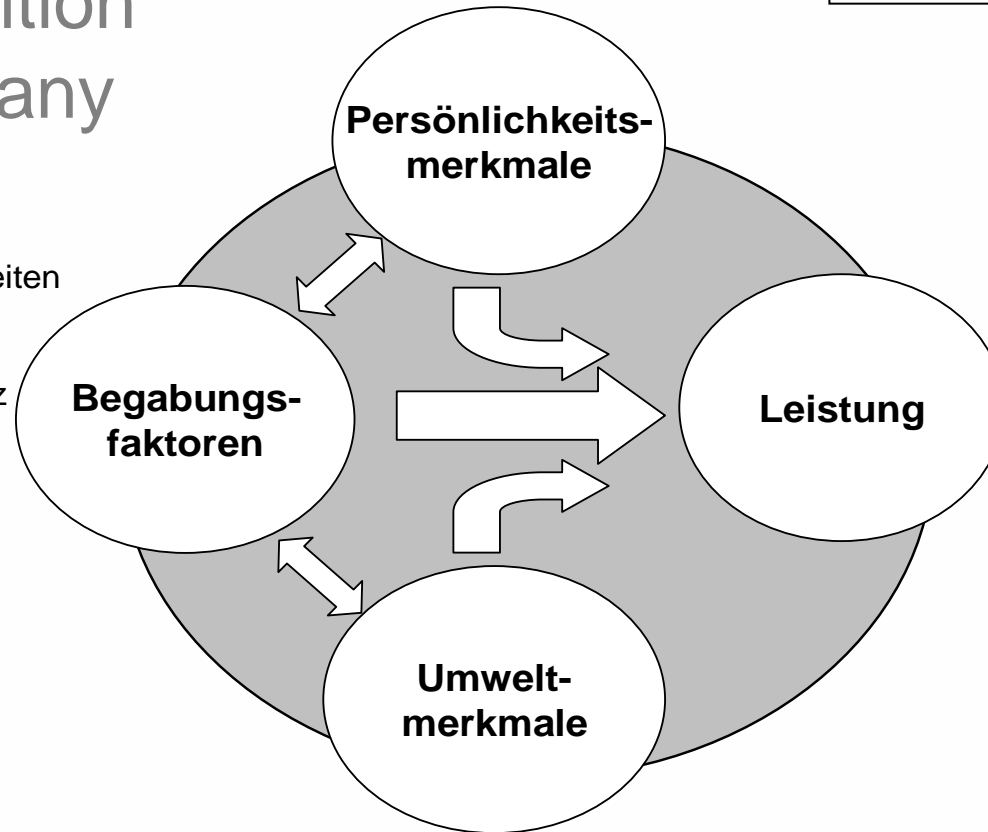 ition
any
Persönlichkeits-
merkmale
eiten
z
Begabungs-
faktoren
Leistung
Umwelt-
merkmale